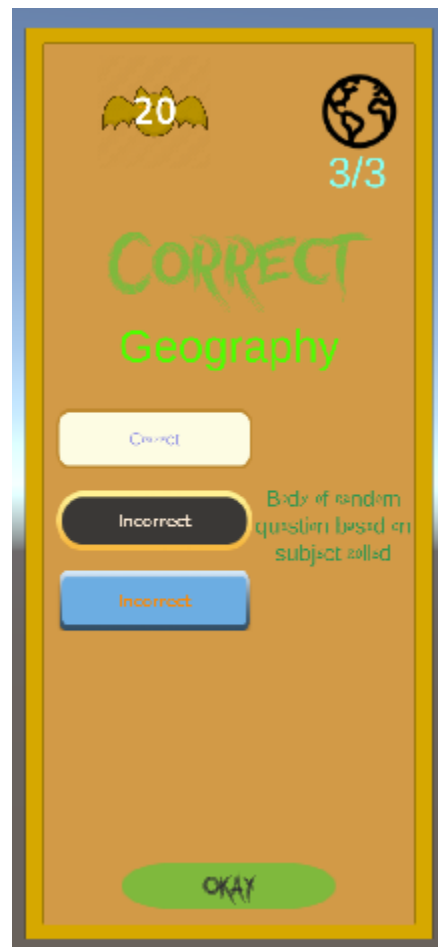 20
3/3
CORRECT
Geography
Correct
Incorrect
Body of random
question based on
subject rolled
Incorrect
OKAY